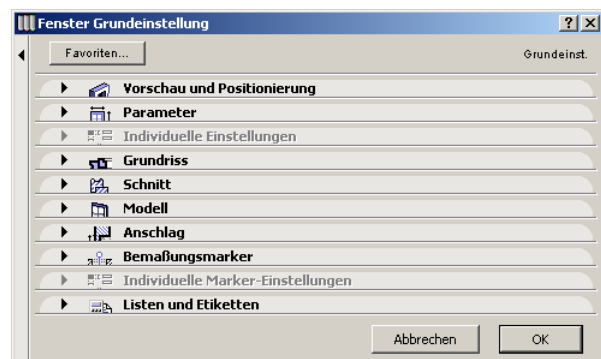 Fenster Grundeinstellung
Favoriten...
Grundeinst.
Vorschau und Positionierung
Parameter
Individuelle Einstellungen
Grundriss
Schnitt
Modell
Anschlag
Bemaßungsmarker
Individuelle Marker-Einstellungen
Listen und Etiketten
Abbrechen
OK